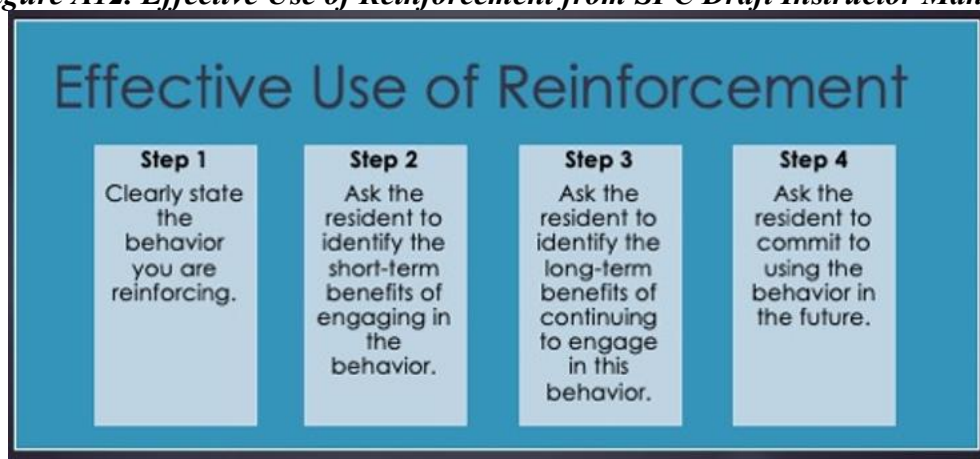 Figure A12. Effective Use of Reinforcement from SPC Draft Instructor
Effective Use of Reinforcement
Step 1
Clearly state
the
behavior
you are
reinforcing.
Step 2
Ask the
resident to
identify the
short-term
benefits of
engaging in
the
behavior.
Step 3
Ask the
resident to
identify the
long-term
benefits of
continuing
to engage
in this
behavior.
Step 4
Ask the
resident to
commit to
using the
behavior in
the future.